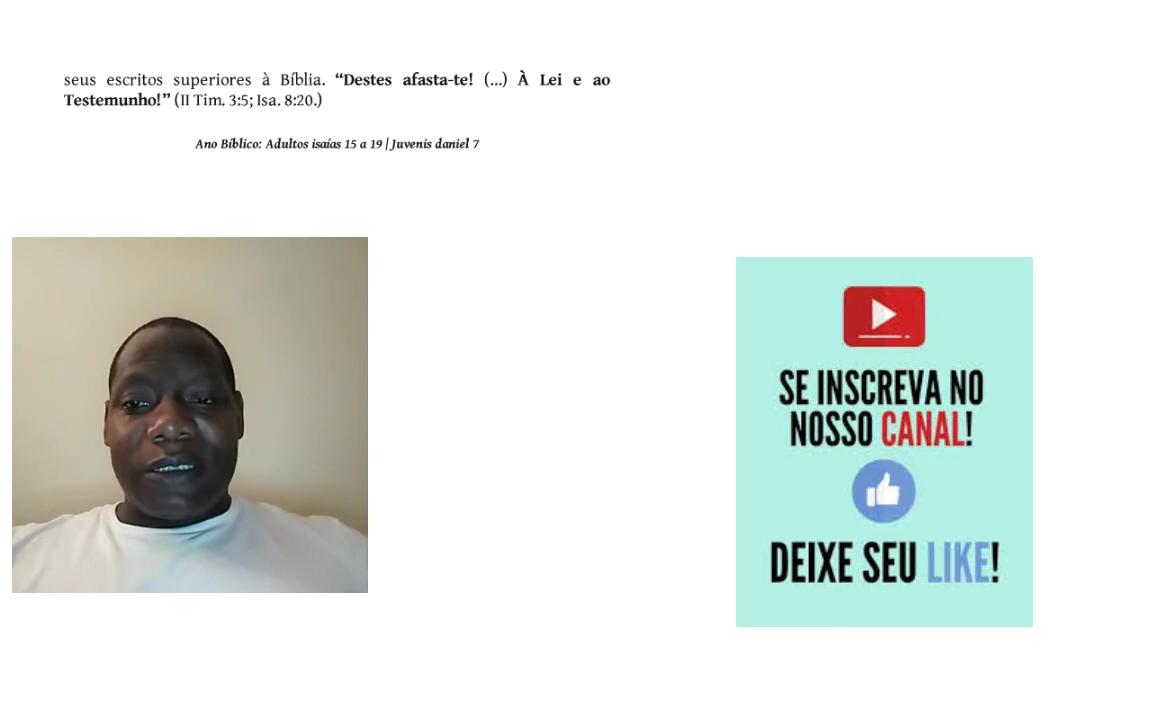 seus escritos superiores à Bíblia. “Destes afasta-te! (...) À Lei e ao
Testemunho!” (II Tim. 3:5; Isa. 8:20.)
Ano Bíblico: Adultos isaías 15 a 19 | Juvenis daniel 7
SE INSCREVA NO
NOSSO CANAL!
DEIXE SEU LIKE!